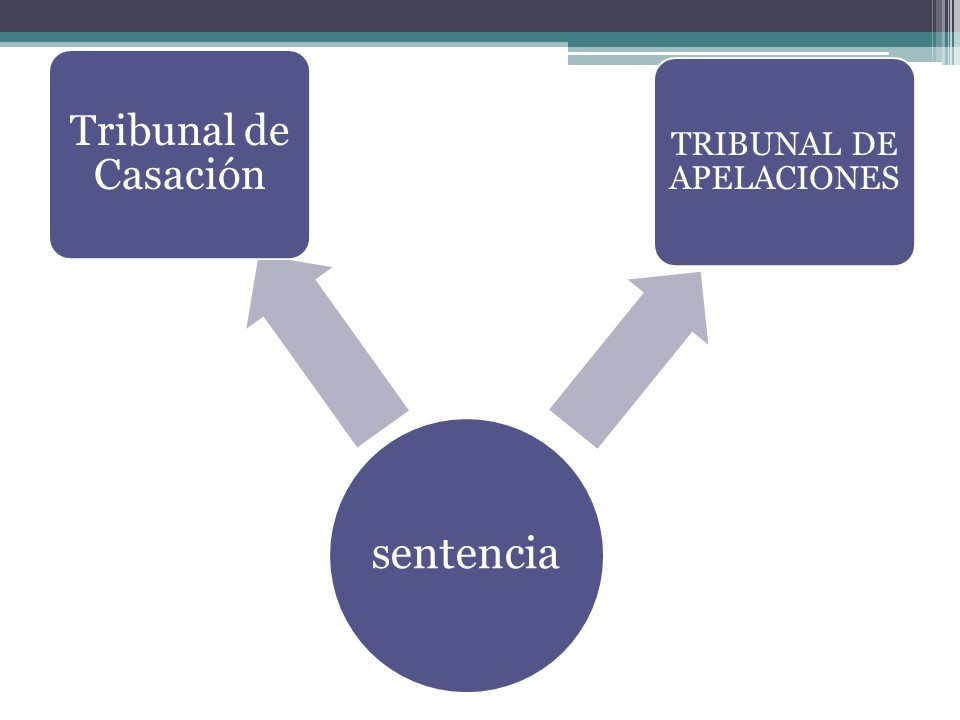 Tribunal de
Casación
TRIBUNAL DE
APELACIONES
sentencia